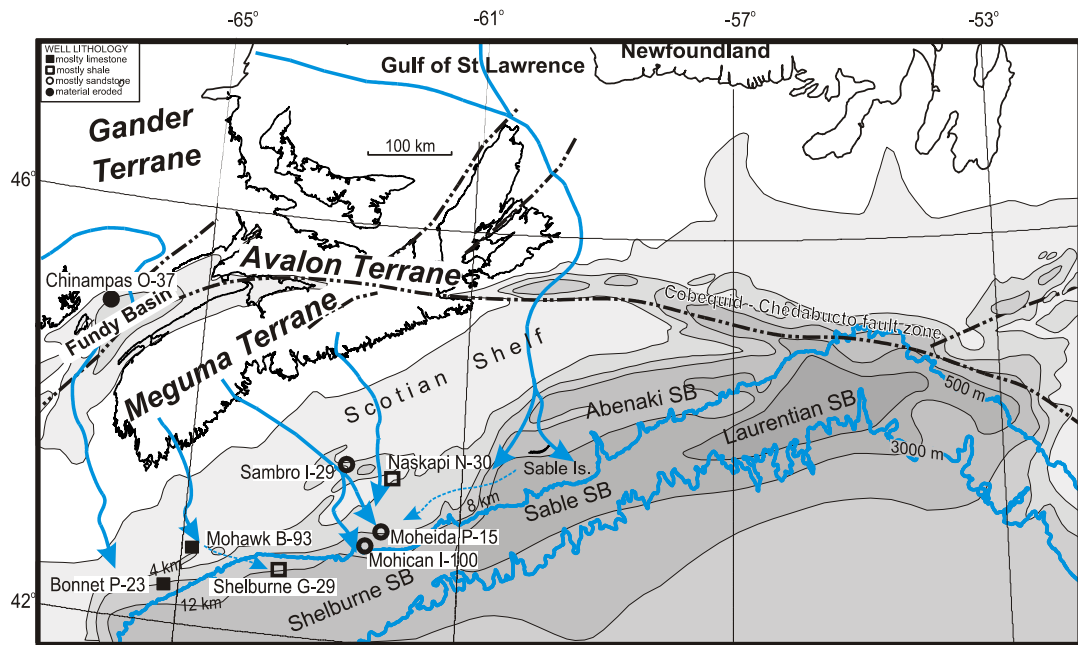 -65°
-61°
-57°
-53°
WELL LITHOLOGY
moslty limestone
mostly shale
mostly sandstone
material eroded
Gulf of St Lawrence
Newfoundland
Gander
Terrane
100 km
46°
Avalon Terrane
Chinampas O-37
Fundy Basin
Cobequid - Chedabucto fault zone
Meguma Terrane
Scotian Shelf
500 m
Abenaki SB
Laurentian SB
3000 m
Sambro I-29
Naskapi N-30
Sable Is.
8 km
Sable SB
Mohawk B-93
Moheida P-15
Mohican I-100
4 km
Bonnet P-23
Shelburne G-29
12 km
Shelburne SB
42°